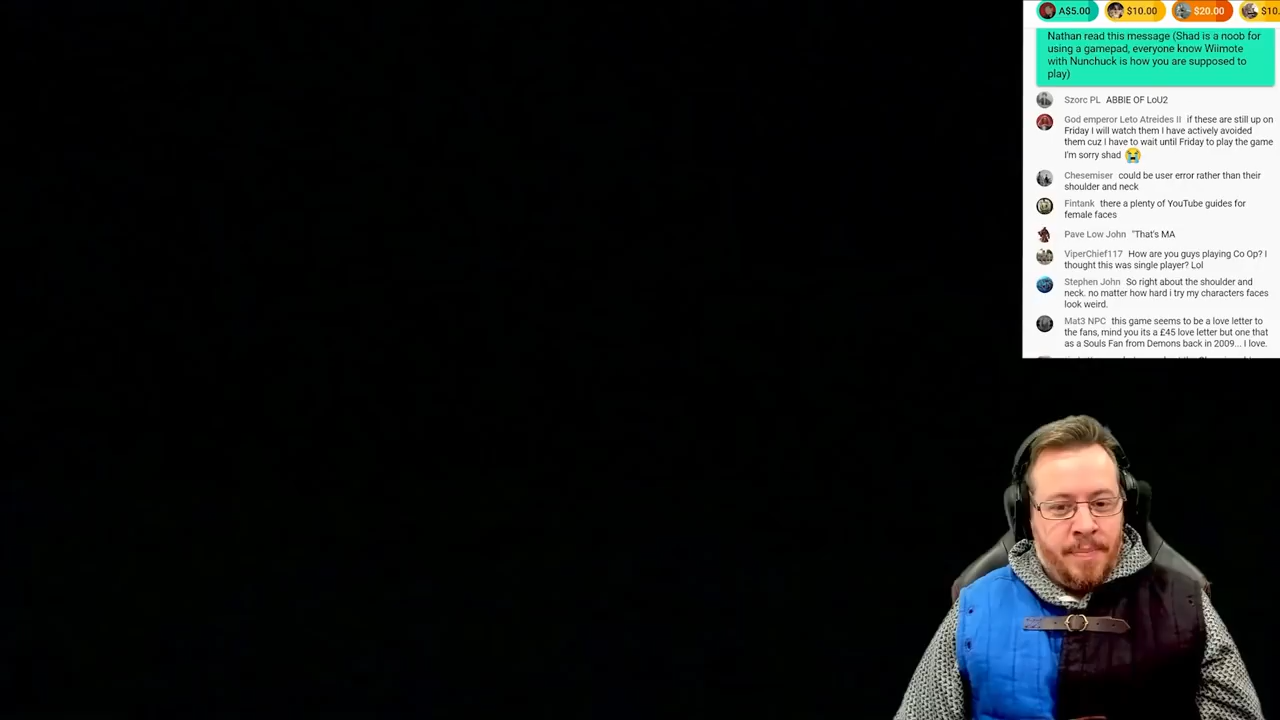 A$5.00 $10.00 $20.00 $10.
Nathan read this message (Shad is a noob for
using a gamepad, everyone know Wiimote
with Nunchuck is how you are supposed to
play)
Szorc PL ABBIE OF LoU2
God emperor Leto Atreides II if these are still up on
Friday I will watch them I have actively avoided
them cuz I have to wait until Friday to play the game
I'm sorry shad 😭
Chesemiser could be user error rather than their
shoulder and neck
Fintank there a plenty of YouTube guides for
female faces
Pave Low John "That's MA
ViperChief117 How are you guys playing Co Op? I
thought this was single player? Lol
Stephen John So right about the shoulder and
neck. no matter how hard i try my characters faces
look weird.
Mat3 NPC this game seems to be a love letter to
the fans, mind you its a £45 love letter but one that
as a Souls Fan from Demons back in 2009... I love.